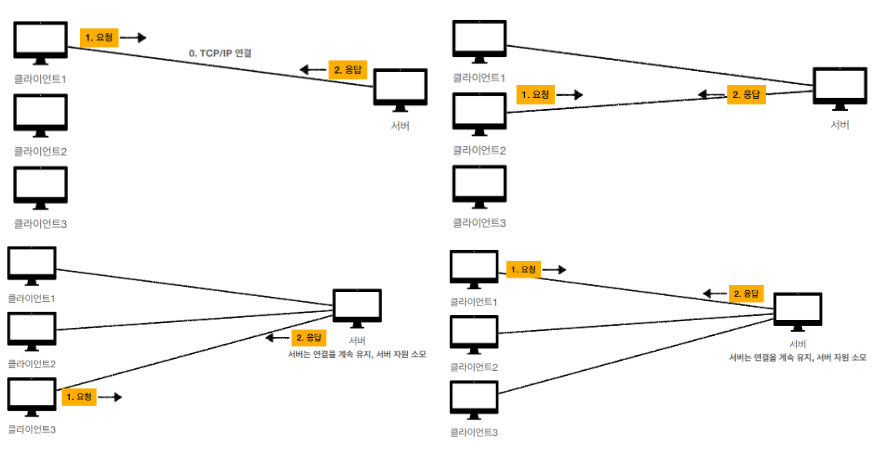 1. 요청
0. TCP/IP 연결
2. 응답
클라이언트1
서버
클라이언트2
클라이언트3
클라이언트1
1. 요청
2. 응답
서버
클라이언트2
클라이언트3
클라이언트1
서버
2. 응답
서버는 연결을 계속 유지, 서버 자원 소모
클라이언트2
1. 요청
클라이언트3
1. 요청
2. 응답
클라이언트1
서버
서버는 연결을 계속 유지, 서버 자원 소모
클라이언트2
클라이언트3